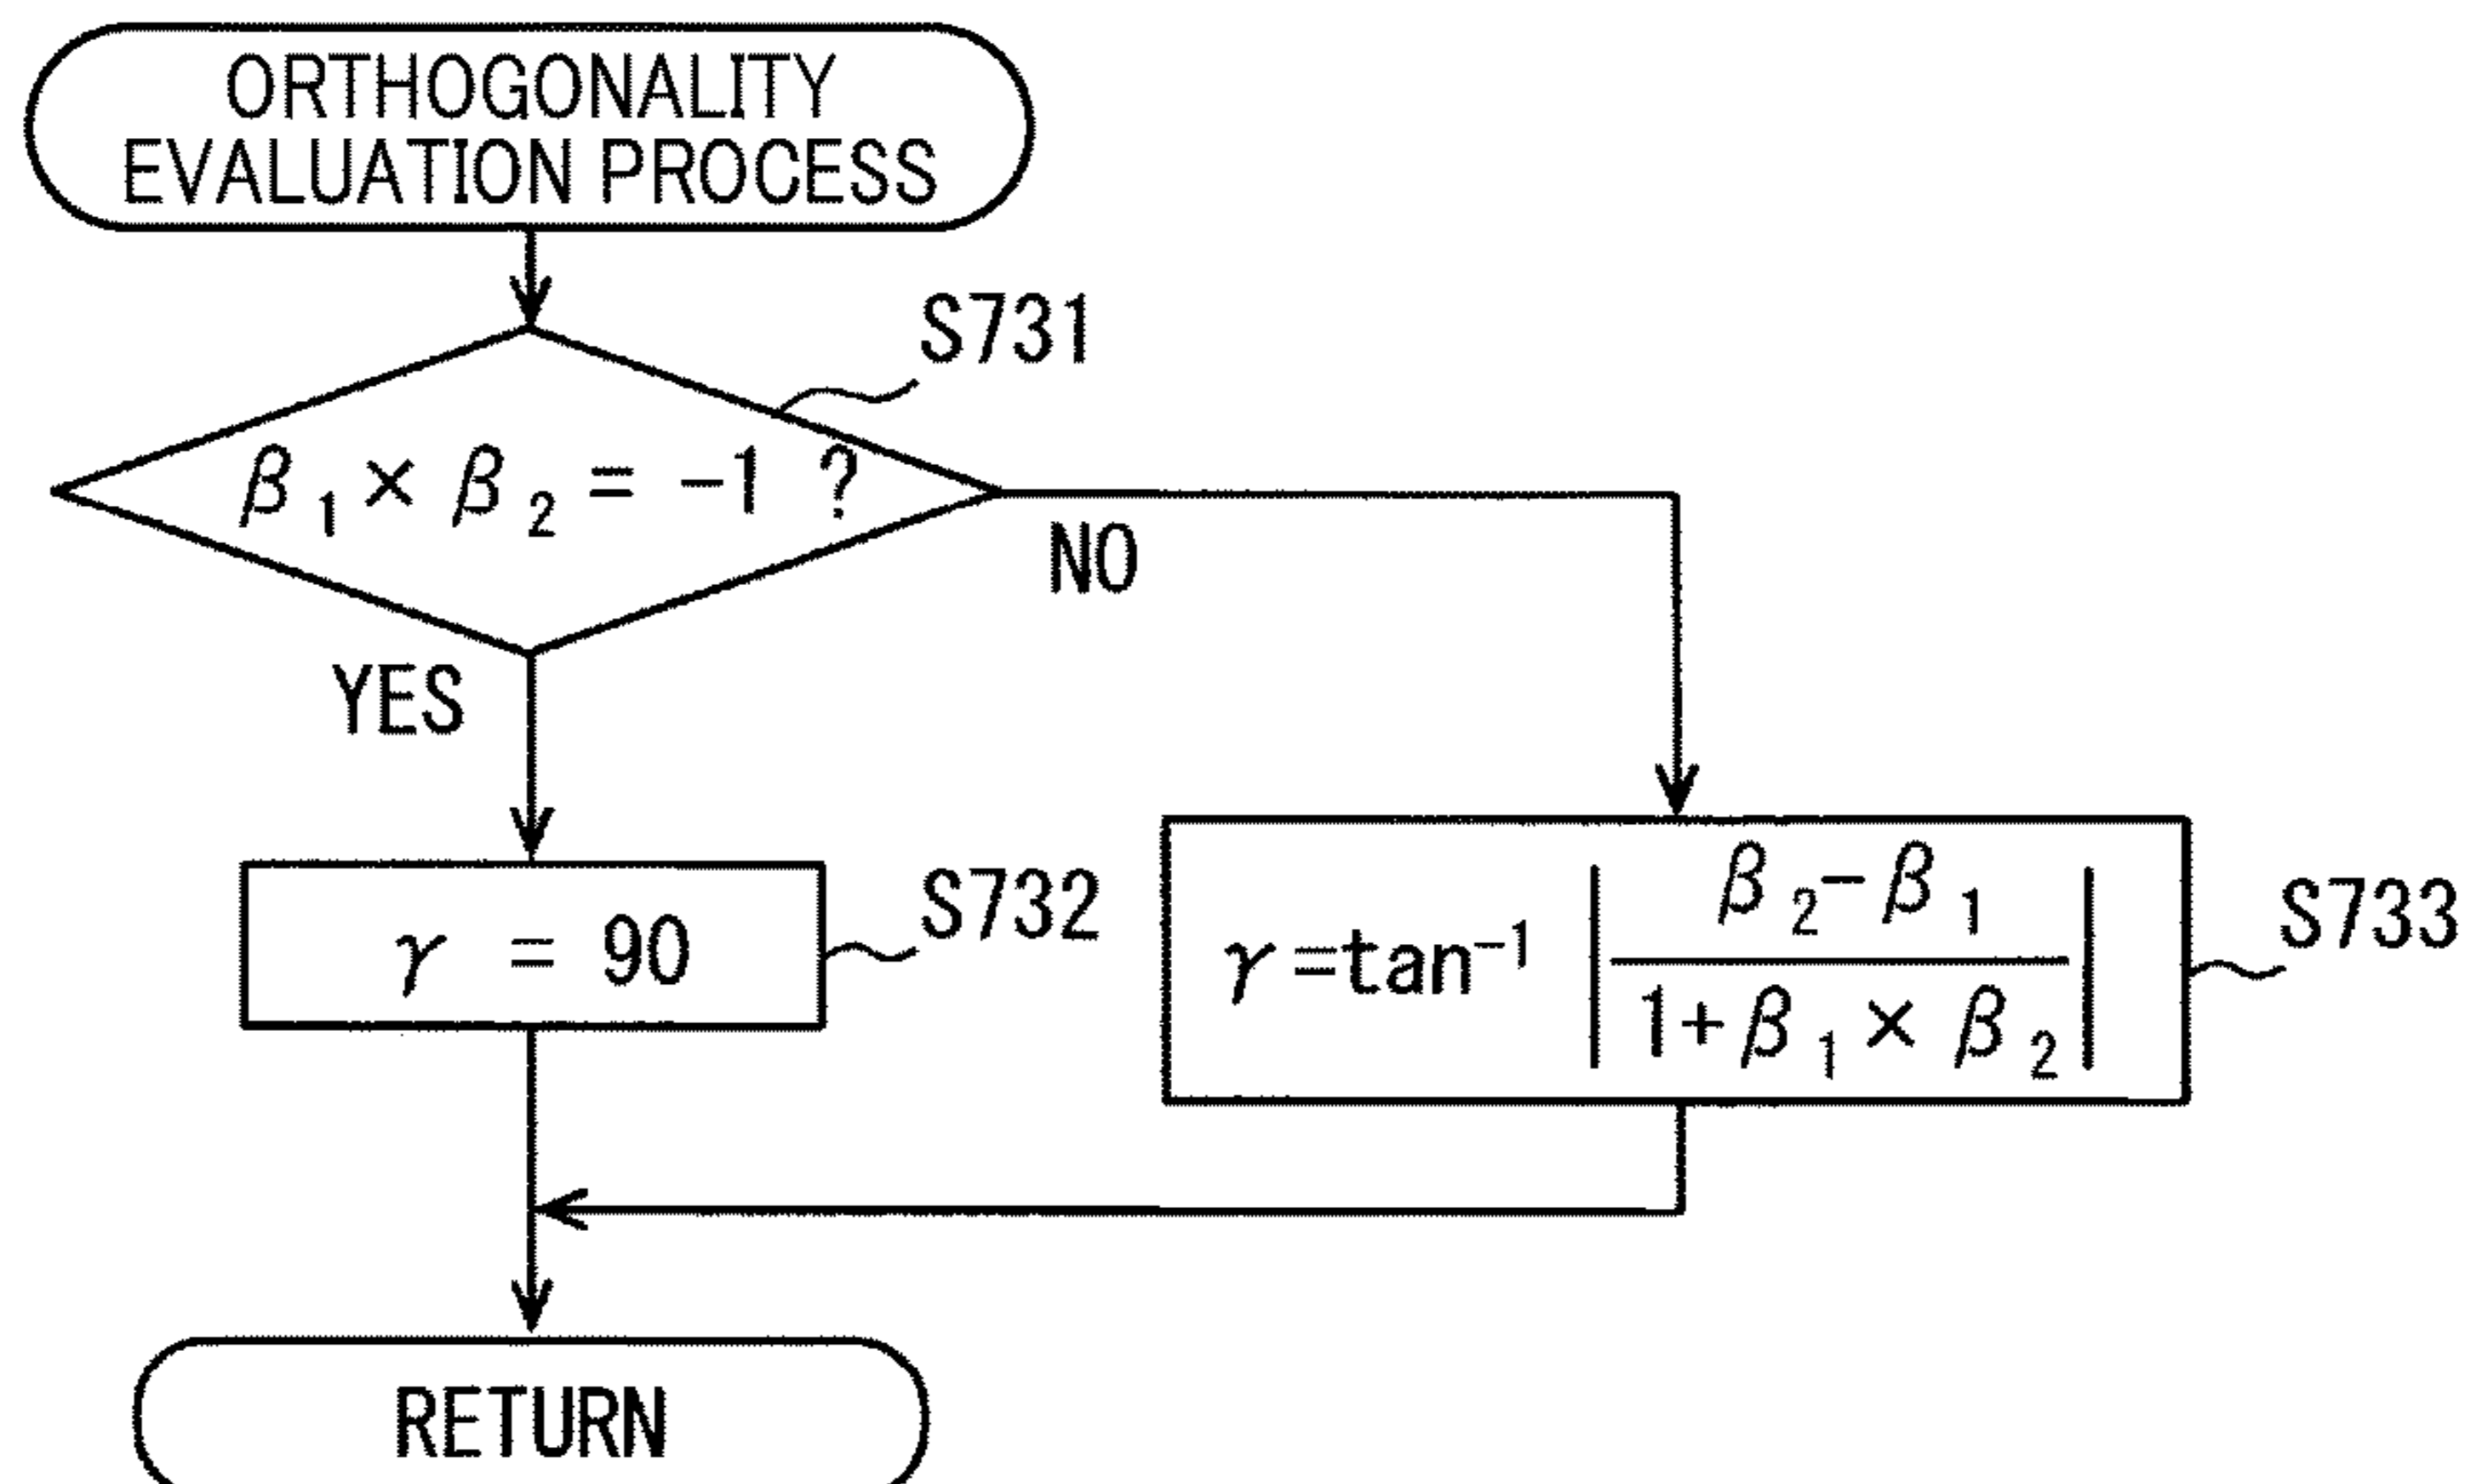 ORTHOGONALITY
EVALUATION PROCESS
S731
β₁ × β₂ = -1 ?
NO
YES
γ = 90
S732
γ = tan⁻¹ | (β₂-β₁) / (1+β₁ × β₂) |
S733
RETURN